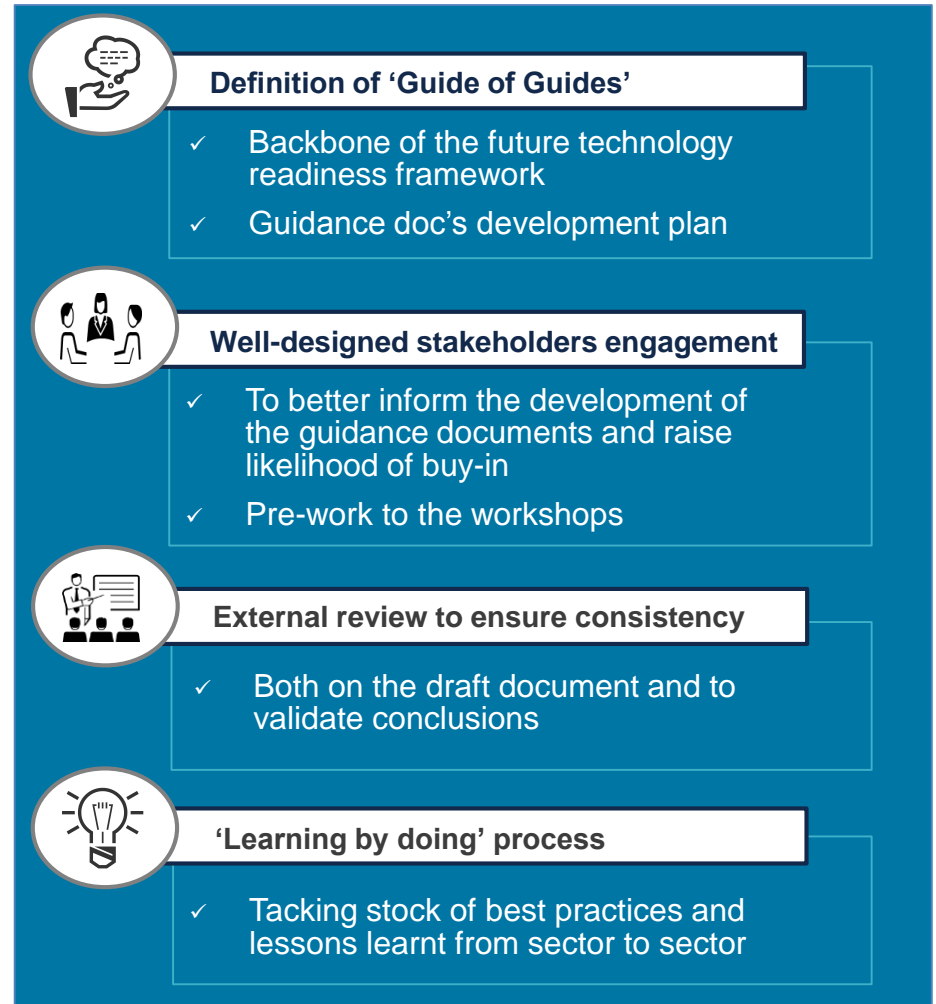 Definition of ‘Guide of Guides’
✓ Backbone of the future technology
readiness framework
✓ Guidance doc’s development plan
Well-designed stakeholders engagement
✓ To better inform the development of
the guidance documents and raise
likelihood of buy-in
✓ Pre-work to the workshops
External review to ensure consistency
✓ Both on the draft document and to
validate conclusions
‘Learning by doing’ process
✓ Tacking stock of best practices and
lessons learnt from sector to sector